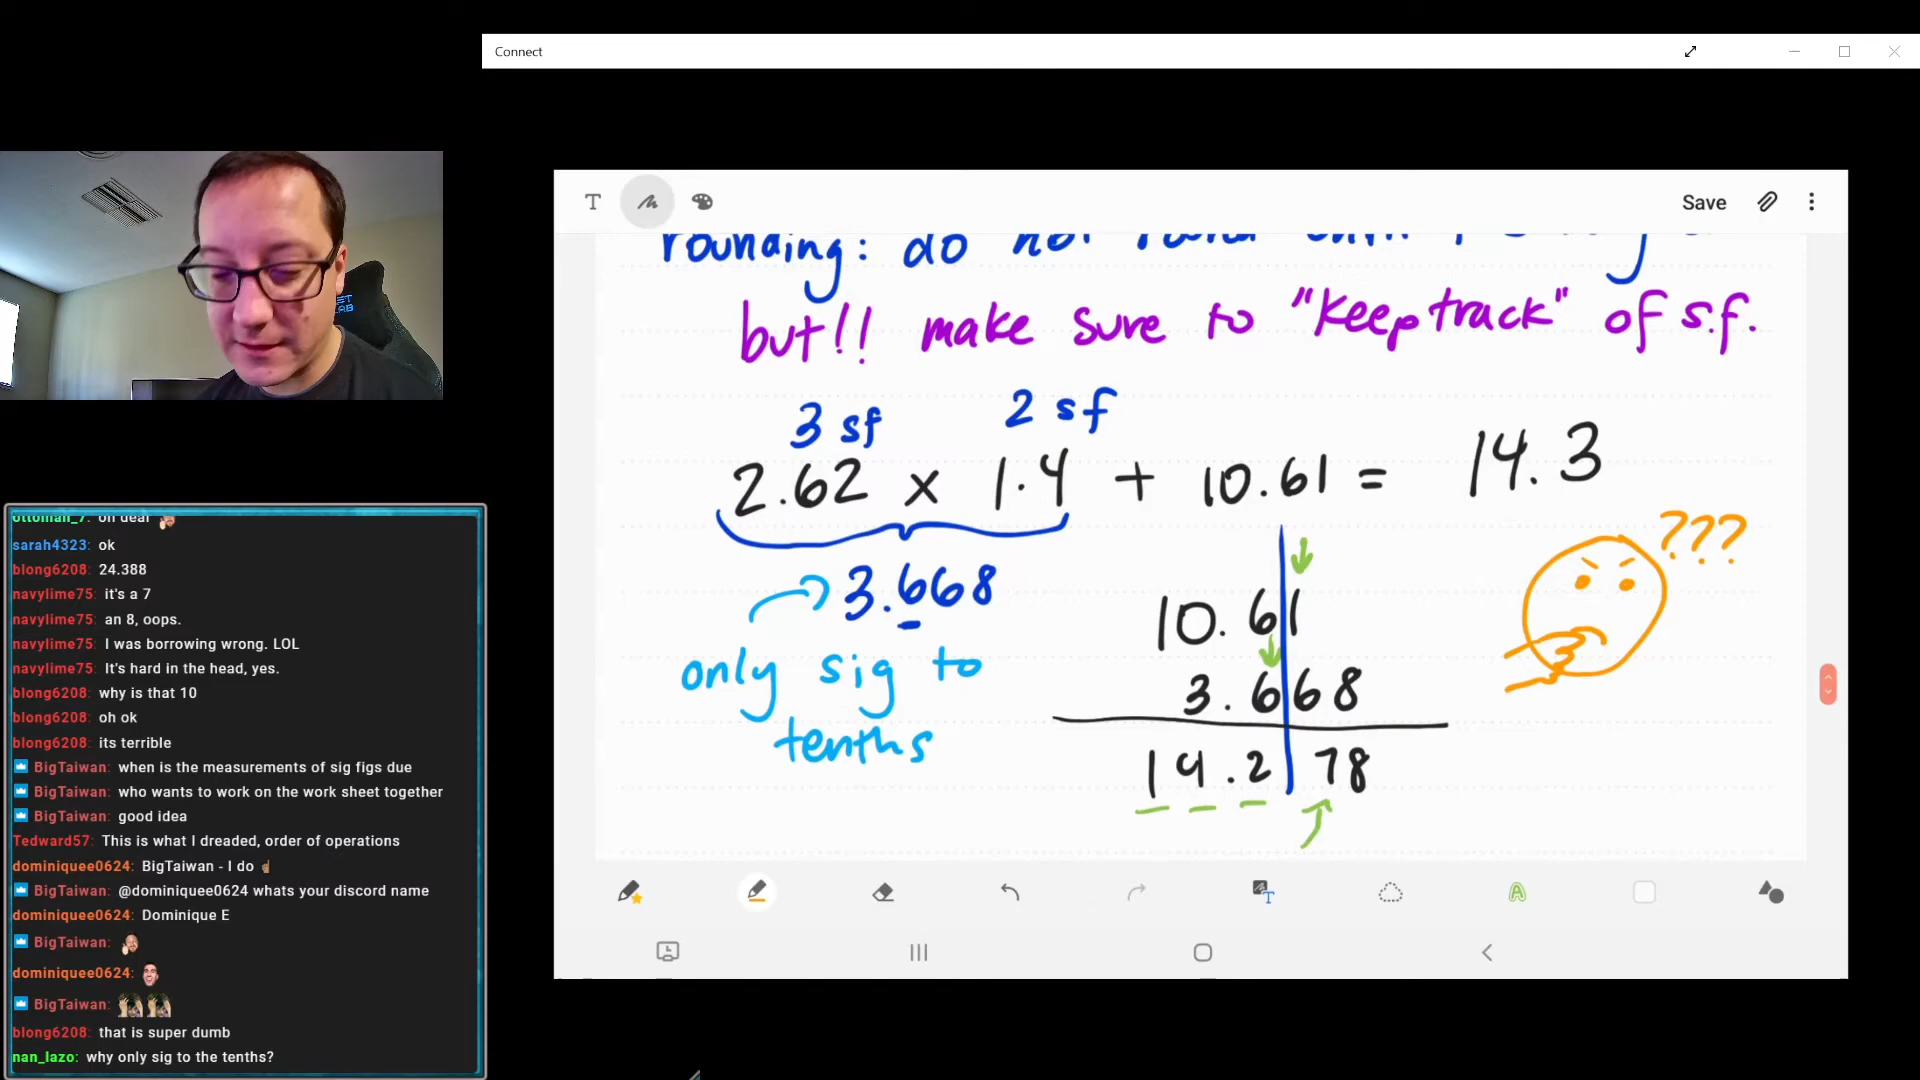 Connect
T
Save
rounding: do not
but!! make sure to "keep track" of s.f.
3 sf 2 sf
2.62 x 1.4 + 10.61 = 14.3
???
3.668
only sig to
tenths
10.61
3.668
14.278
ottoman_7: oh dear
sarah4323: ok
blong6208: 24.388
navylime75: it's a 7
navylime75: an 8, oops.
navylime75: I was borrowing wrong. LOL
navylime75: It's hard in the head, yes.
blong6208: why is that 10
blong6208: oh ok
blong6208: its terrible
BigTaiwan: when is the measurements of sig figs due
BigTaiwan: who wants to work on the work sheet together
BigTaiwan: good idea
Tedward57: This is what I dreaded, order of operations
dominiquee0624: BigTaiwan - I do
BigTaiwan: @dominiquee0624 whats your discord name
dominiquee0624: Dominique E
BigTaiwan:
dominiquee0624:
BigTaiwan:
blong6208: that is super dumb
nan_lazo: why only sig to the tenths?